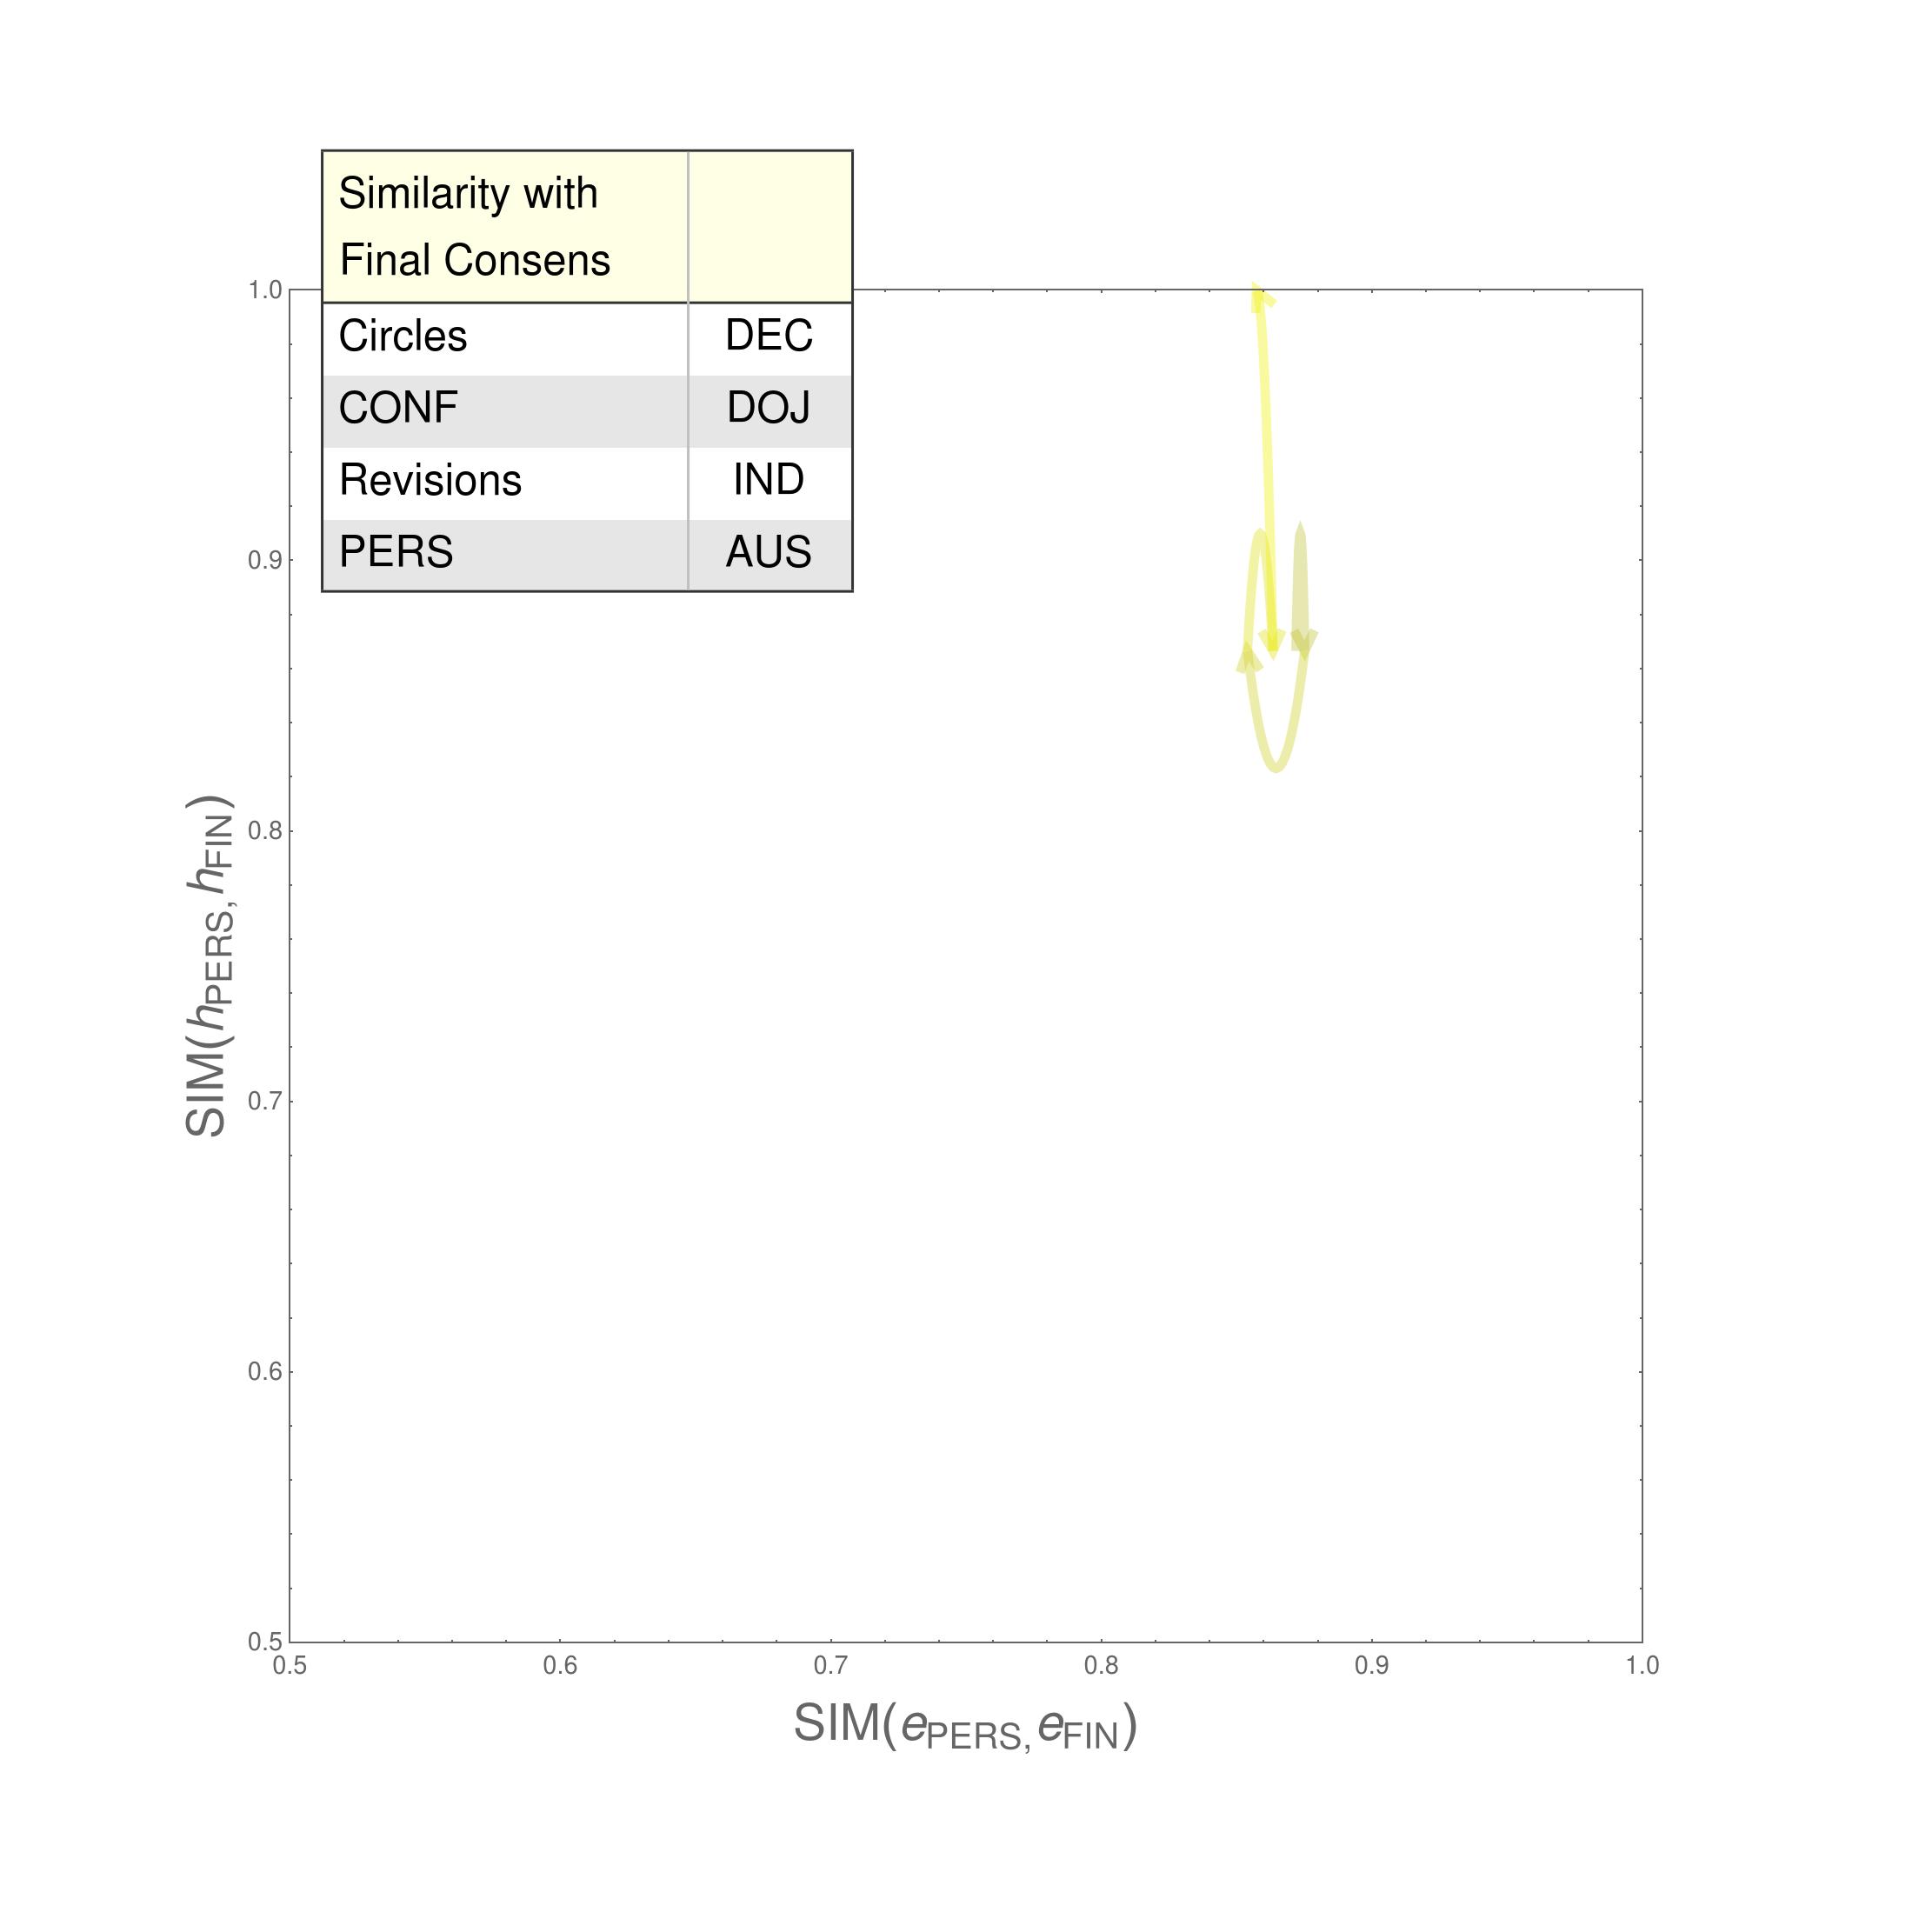 Similarity with
Final Consens
Circles DEC
CONF DOJ
Revisions IND
PERS AUS
1.0
0.9
0.8
0.7
0.6
0.5
SIM(hPERS, hFIN)
0.5 0.6 0.7 0.8 0.9 1.0
SIM(ePERS, eFIN)